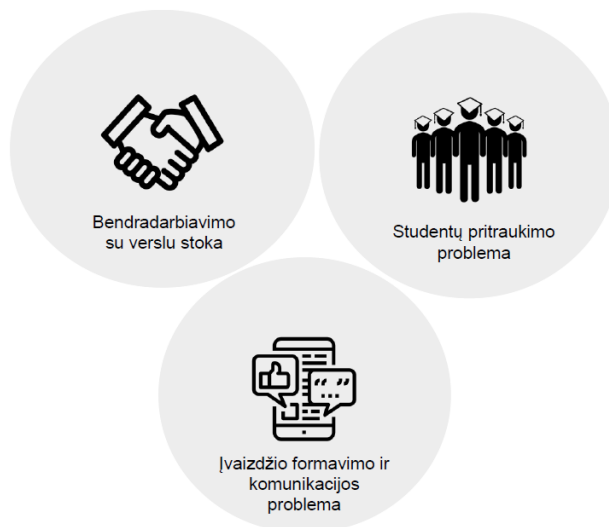 Bendradarbiavimo
su verslu stoka
Studentų pritraukimo
problema
Įvaizdžio formavimo ir
komunikacijos
problema